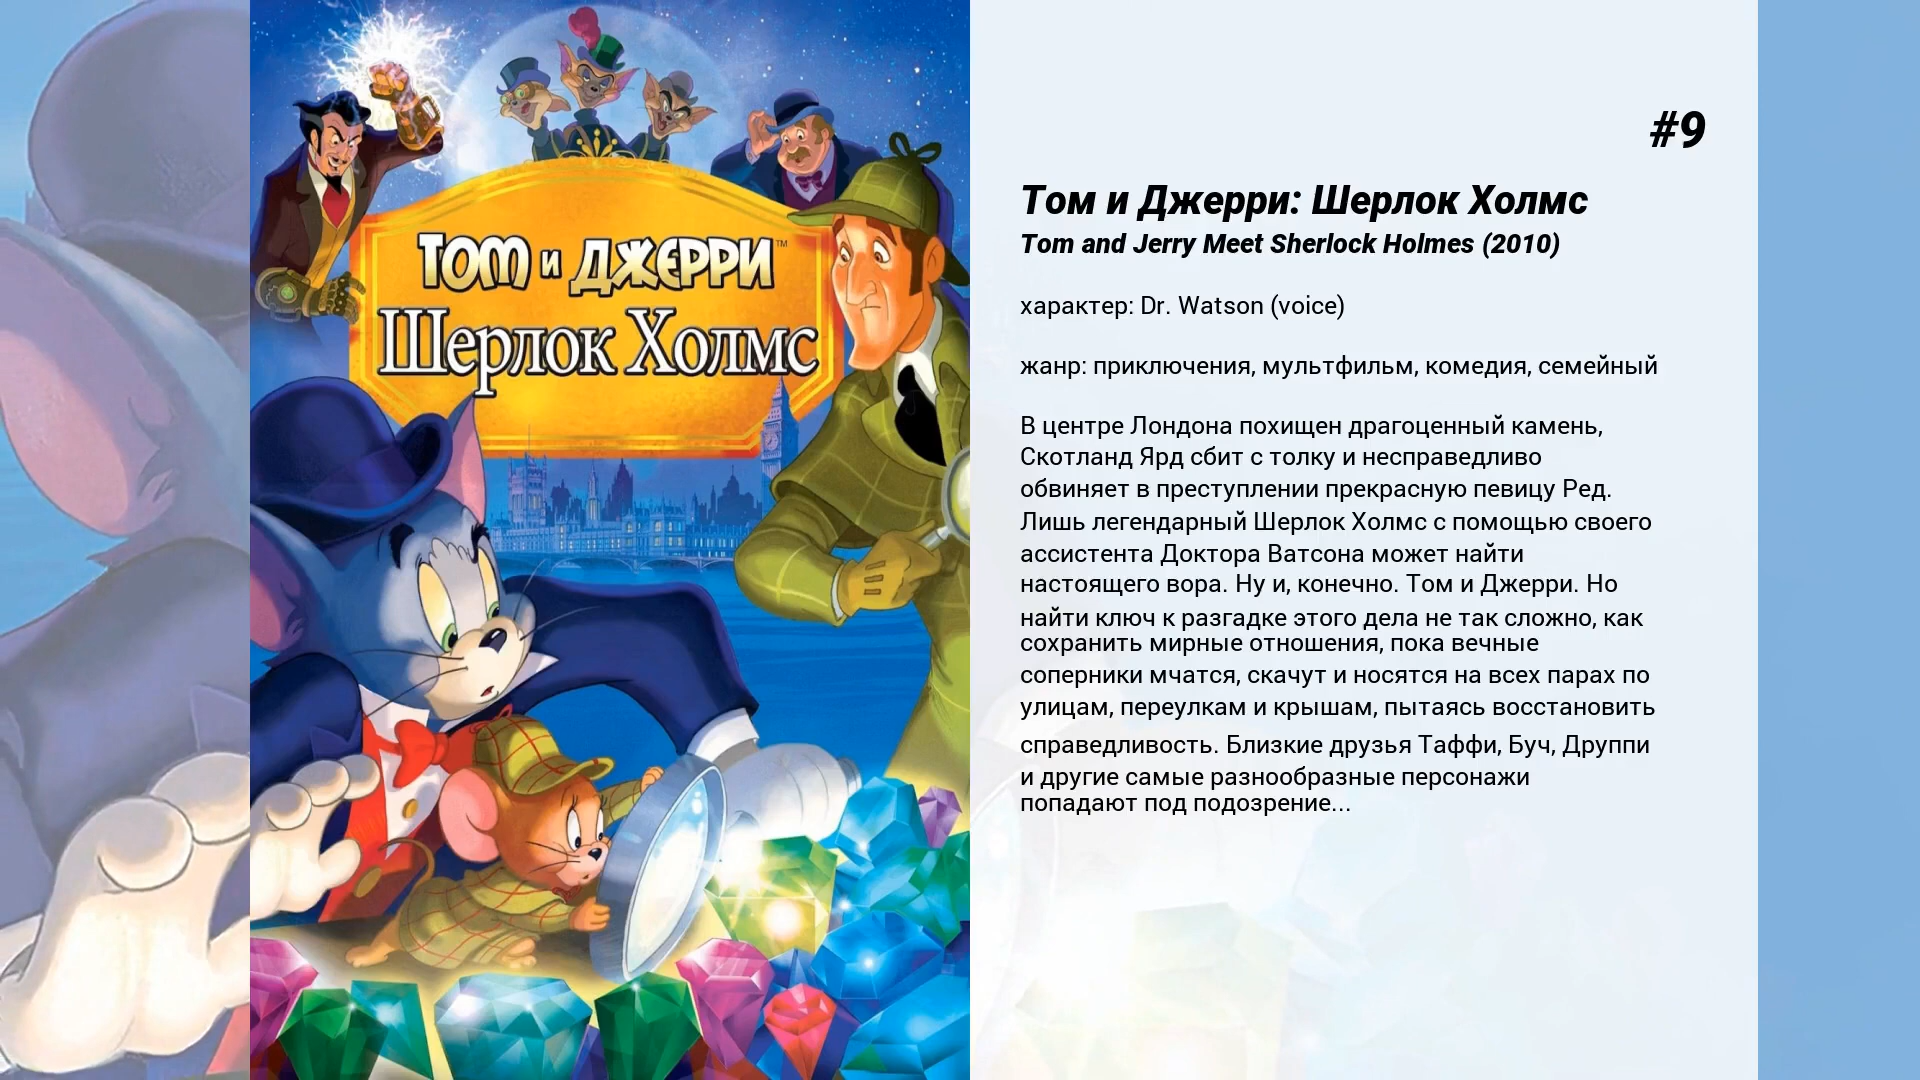 ТОМ и ДЖЕРРИ™
Шерлок Холмс
#9
Том и Джерри: Шерлок Холмс
Tom and Jerry Meet Sherlock Holmes (2010)
характер: Dr. Watson (voice)
жанр: приключения, мультфильм, комедия, семейный
В центре Лондона похищен драгоценный камень,
Скотланд Ярд сбит с толку и несправедливо
обвиняет в преступлении прекрасную певицу Ред.
Лишь легендарный Шерлок Холмс с помощью своего
ассистента Доктора Ватсона может найти
настоящего вора. Ну и, конечно. Том и Джерри. Но
найти ключ к разгадке этого дела не так сложно, как
сохранить мирные отношения, пока вечные
соперники мчатся, скачут и носятся на всех парах по
улицам, переулкам и крышам, пытаясь восстановить
справедливость. Близкие друзья Таффи, Буч, Друппи
и другие самые разнообразные персонажи
попадают под подозрение...